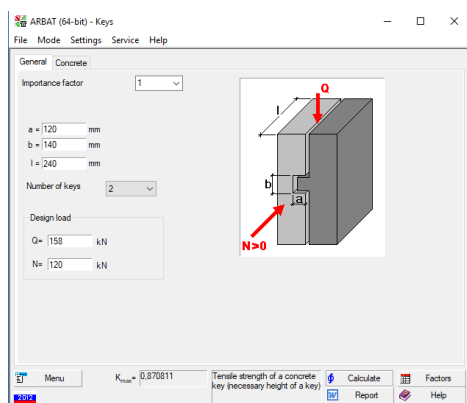 ARBAT (64-bit) - Keys
File Mode Settings Service Help
General Concrete
Importance factor 1
a = 120 mm
b = 140 mm
l = 240 mm
Number of keys 2
Design load
Q= 158 kN
N= 120 kN
Q
l
b
a
N>0
Menu
Kmax= 0,870811
Tensile strength of a concrete
key (necessary height of a key)
Calculate
Factors
Report
Help
2012